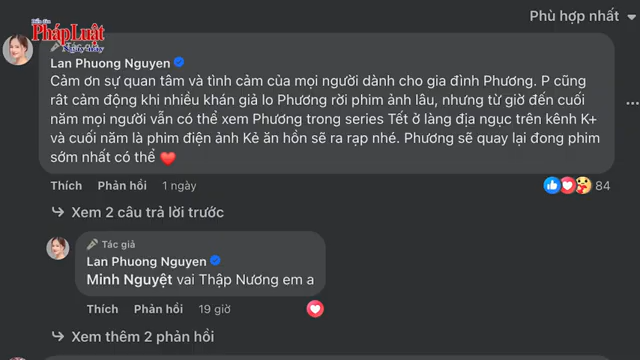 Phù hợp nhất
Diễn đàn
Pháp Luật
Ngày nay
Tác giả
Lan Phuong Nguyen
Cảm ơn sự quan tâm và tình cảm của mọi người dành cho gia đình Phương. P cũng
rât cảm động khi nhiều khán giả lo Phương rời phim ảnh lâu, nhưng từ giờ đến cuối
năm mọi người vẫn có thể xem Phương trong series Tết ở làng địa ngục trên kênh K+
và cuối năm là phim điện ảnh Kẻ ăn hồn sẽ ra rạp nhé. Phương sẽ quay lại đong phim
sớm nhất có thể
Thích Phản hồi 1 ngày
84
Xem 2 câu trả lời trước
Tác giả
Lan Phuong Nguyen
Minh Nguyệt vai Thập Nương em a
Thích Phản hồi 19 giờ
Xem thêm 2 phản hồi